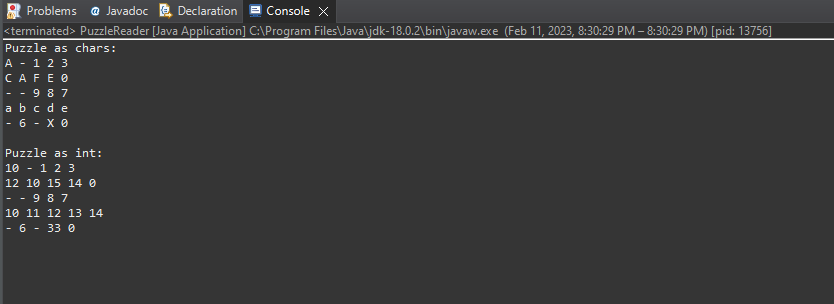 Problems @ Javadoc Declaration Console
<terminated> PuzzleReader [Java Application] C:\Program Files\Java\jdk-18.0.2\bin\javaw.exe (Feb 11, 2023, 8:30:29 PM – 8:30:29 PM) [pid: 13756]
Puzzle as chars:
A - 1 2 3
C A F E 0
- - 9 8 7
a b c d e
- 6 - X 0
Puzzle as int:
10 - 1 2 3
12 10 15 14 0
- - 9 8 7
10 11 12 13 14
- 6 - 33 0